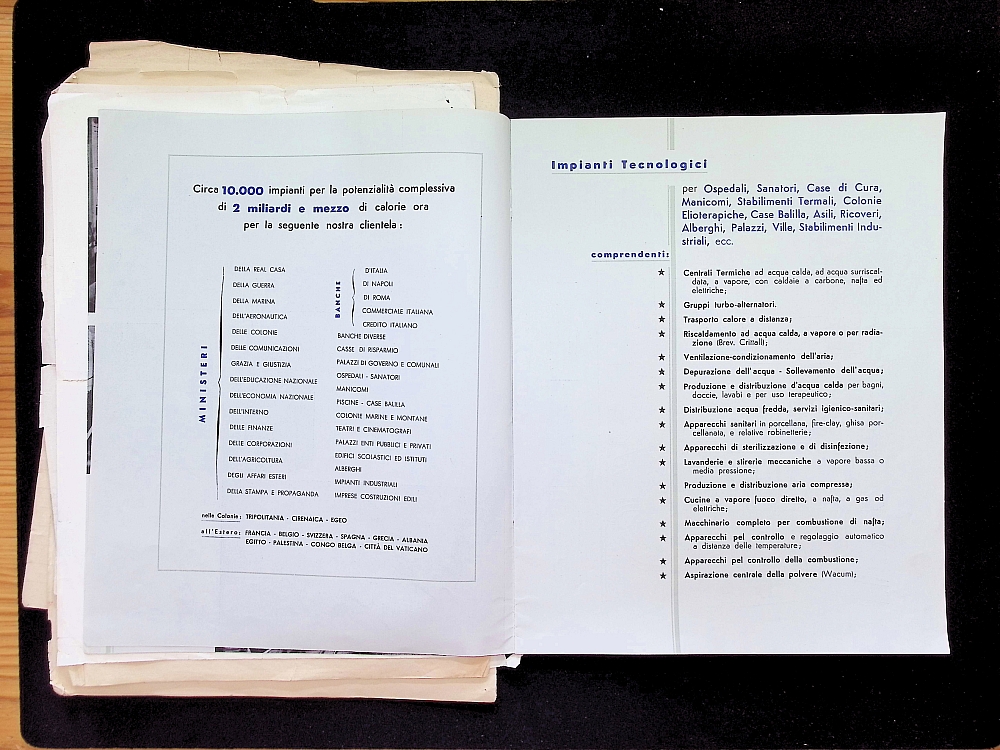 Circa 10.000 impianti per la potenzialità complessiva
di 2 miliardi e mezzo di calorie ora
per la seguente nostra clientela :
MINISTERI
DELLA REAL CASA
DELLA GUERRA
DELLA MARINA
DELL'AERONAUTICA
DELLE COLONIE
DELLE COMUNICAZIONI
GRAZIA E GIUSTIZIA
DELL'EDUCAZIONE NAZIONALE
DELL'ECONOMIA NAZIONALE
DELL'INTERNO
DELLE FINANZE
DELLE CORPORAZIONI
DELL'AGRICOLTURA
DEGLI AFFARI ESTERI
DELLA STAMPA E PROPAGANDA
BANCHE
D'ITALIA
DI NAPOLI
DI ROMA
COMMERCIALE ITALIANA
CREDITO ITALIANO
BANCHE DIVERSE
CASSE DI RISPARMIO
PALAZZI DI GOVERNO E COMUNALI
OSPEDALI - SANATORI
MANICOMI
PISCINE - CASE BALILLA
COLONIE MARINE E MONTANE
TEATRI E CINEMATOGRAFI
PALAZZI ENTI PUBBLICI E PRIVATI
EDIFICI SCOLASTICI ED ISTITUTI
ALBERGHI
IMPIANTI INDUSTRIALI
IMPRESE COSTRUZIONI EDILI
nelle Colonie: TRIPOLITANIA - CIRENAICA - EGEO
all'Estero: FRANCIA - BELGIO - SVIZZERA - SPAGNA - GRECIA - ALBANIA
EGITTO - PALESTINA - CONGO BELGA - CITTÀ DEL VATICANO
Impianti Tecnologici
per Ospedali, Sanatori, Case di Cura,
Manicomi, Stabilimenti Termali, Colonie
Elioterapiche, Case Balilla, Asili, Ricoveri,
Alberghi, Palazzi, Ville, Stabilimenti Indu-
striali, ecc.
comprendenti:
★ Centrali Termiche ad acqua calda, ad acqua surriscal-
data, a vapore, con caldaie a carbone, nafta ed
elettriche;
★ Gruppi turbo-alternatori.
★ Trasporto calore a distanza;
★ Riscaldamento ad acqua calda, a vapore o per radia-
zione (Brev. Crittall);
★ Ventilazione-condizionamento dell'aria;
★ Depurazione dell'acqua - Sollevamento dell'acqua;
★ Produzione e distribuzione d'acqua calda per bagni,
doccie, lavabi e per uso terapeutico;
★ Distribuzione acqua fredda, servizi igienico-sanitari;
★ Apparecchi sanitari in porcellana, fire-clay, ghisa por-
cellanata, e relative robinetterie;
★ Apparecchi di sterilizzazione e di disinfezione;
★ Lavanderie e stirerie meccaniche a vapore bassa o
media pressione;
★ Produzione e distribuzione aria compressa;
★ Cucine a vapore fuoco diretto, a nafta, a gas od
elettriche;
★ Macchinario completo per combustione di nafta;
★ Apparecchi pel controllo e regolaggio automatico
a distanza delle temperature;
★ Apparecchi pel controllo della combustione;
★ Aspirazione centrale della polvere (Wacum);